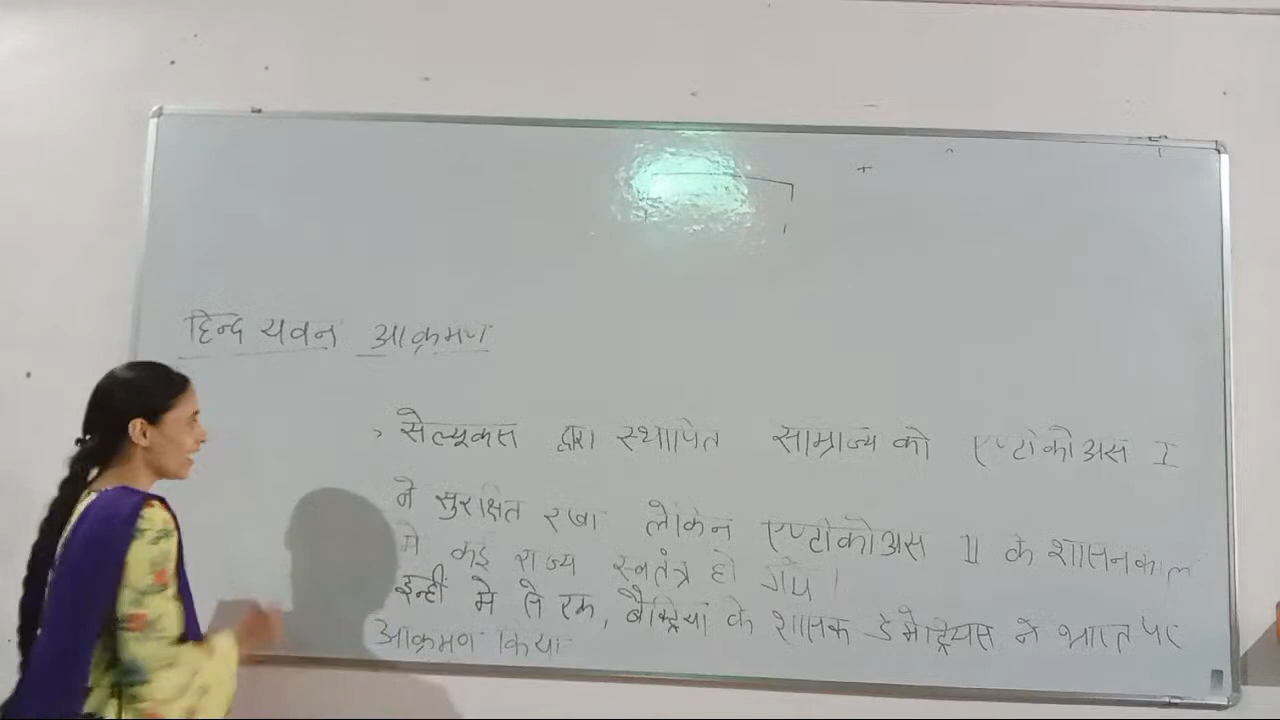 हिन्द यवन आक्रमण
सेल्यूकस द्वारा स्थापित साम्राज्य को एण्टीकोअस I
ने सुरक्षित रखा लेकिन एण्टीकोअस II के शासनकाल
मे कई राज्य स्वतंत्र हो गये।
इन्हीं मे से एक, बैक्ट्रिया के शासक डेमेट्रियस ने भारत पर
आक्रमण किया